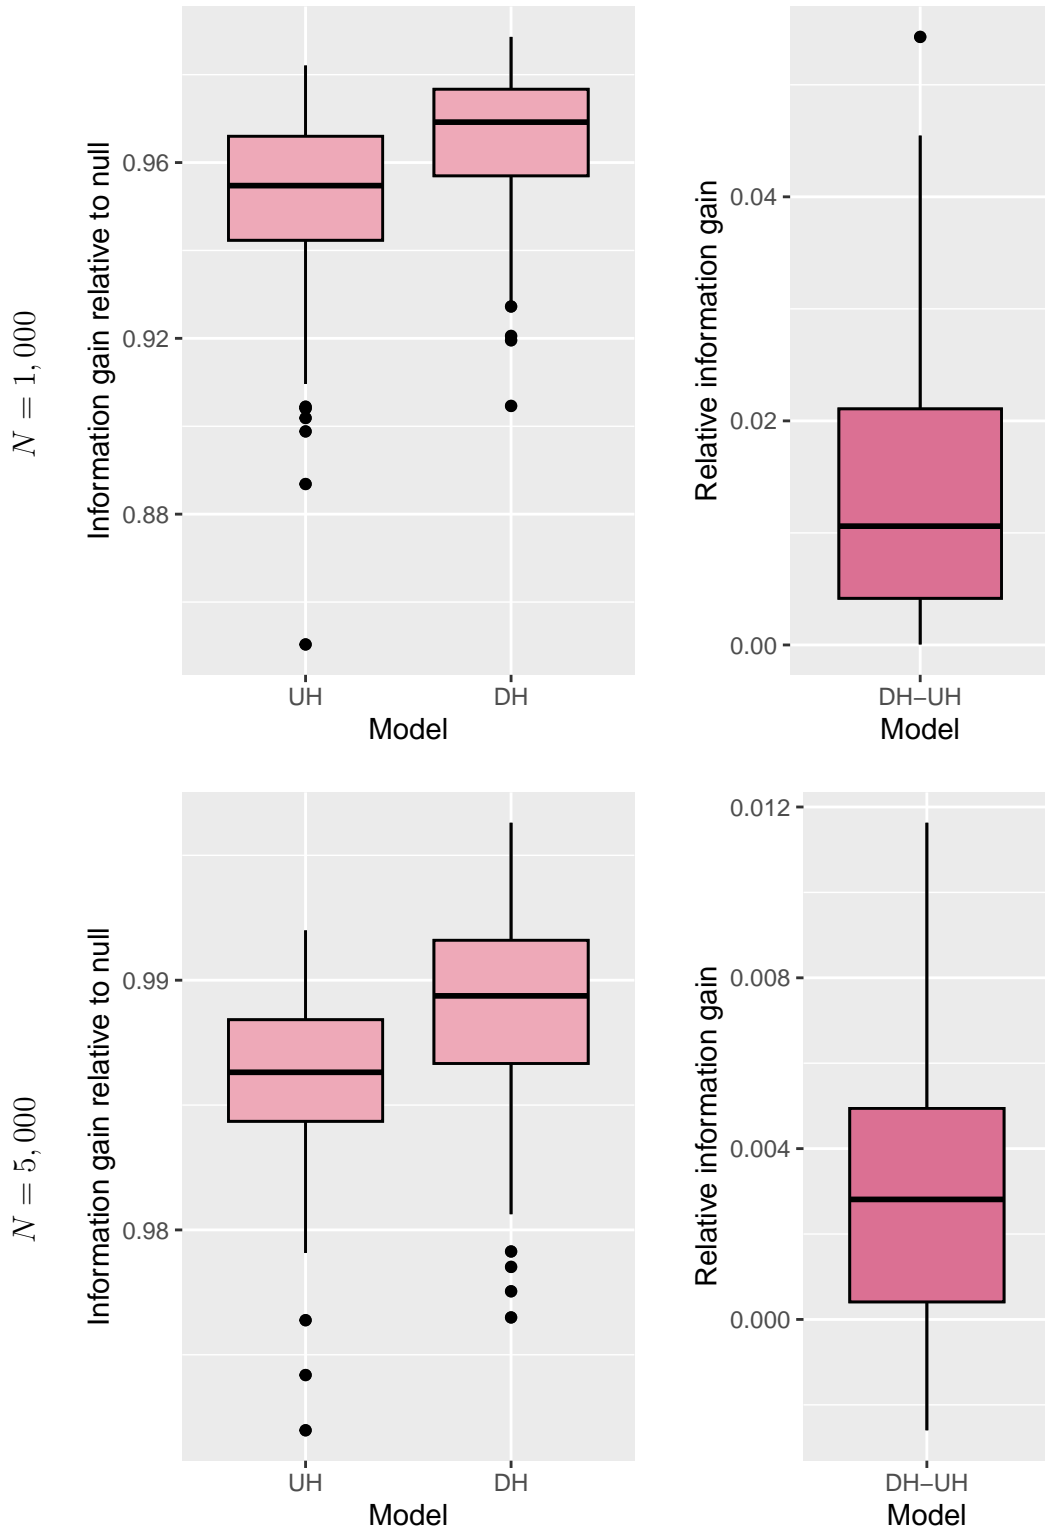 N = 1, 000
Information gain relative to null
0.96
0.92
0.88
UH
DH
Model
Relative information gain
0.04
0.02
0.00
DH−UH
Model
N = 5, 000
Information gain relative to null
0.99
0.98
UH
DH
Model
Relative information gain
0.012
0.008
0.004
0.000
DH−UH
Model